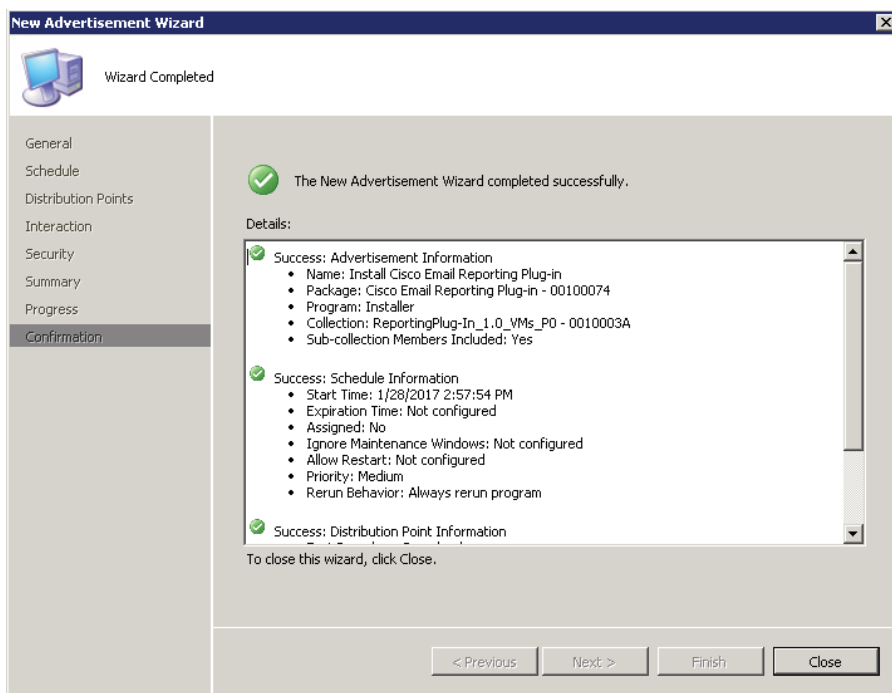 New Advertisement Wizard
Wizard Completed
General
Schedule
Distribution Points
Interaction
Security
Summary
Progress
Confirmation
The New Advertisement Wizard completed successfully.
Details:
Success: Advertisement Information
• Name: Install Cisco Email Reporting Plug-in
• Package: Cisco Email Reporting Plug-in - 00100074
• Program: Installer
• Collection: ReportingPlug-In_1.0_VMs_P0 - 0010003A
• Sub-collection Members Included: Yes
Success: Schedule Information
• Start Time: 1/28/2017 2:57:54 PM
• Expiration Time: Not configured
• Assigned: No
• Ignore Maintenance Windows: Not configured
• Allow Restart: Not configured
• Priority: Medium
• Rerun Behavior: Always rerun program
Success: Distribution Point Information
To close this wizard, click Close.
< Previous
Next >
Finish
Close